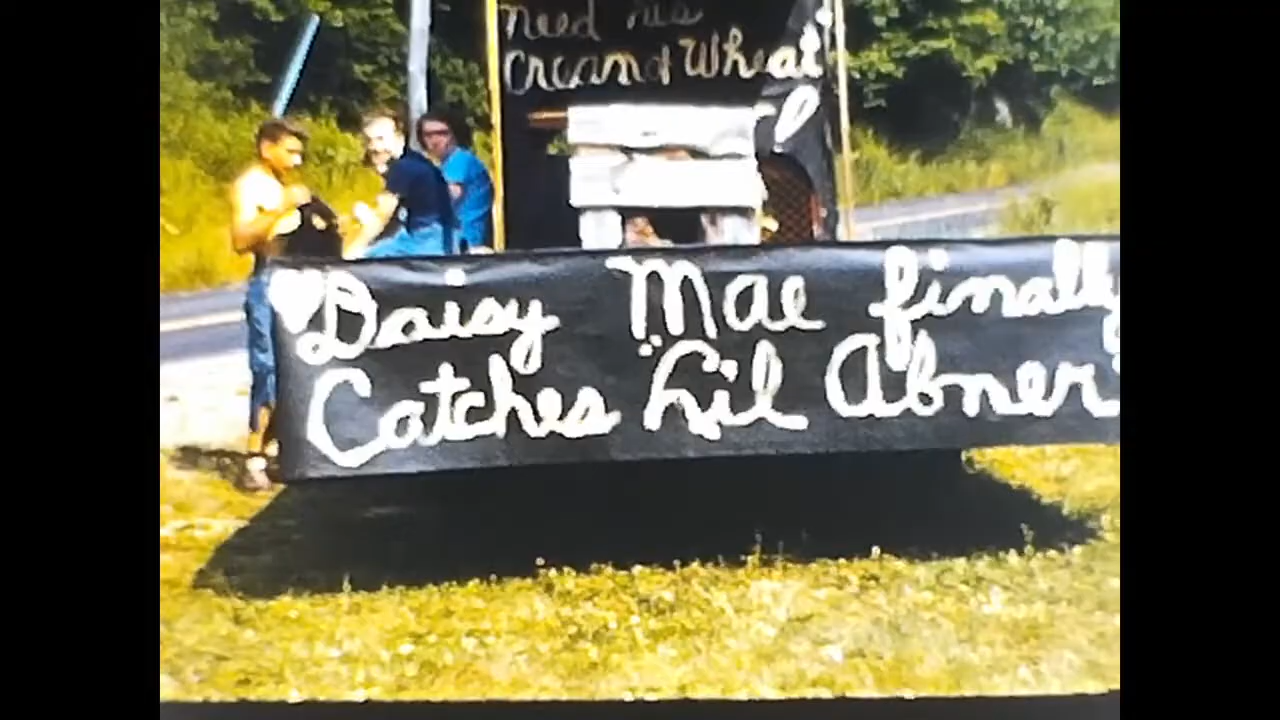 need his
Cream of Wheat
Daisy Mae finally
Catches "Lil Abner"